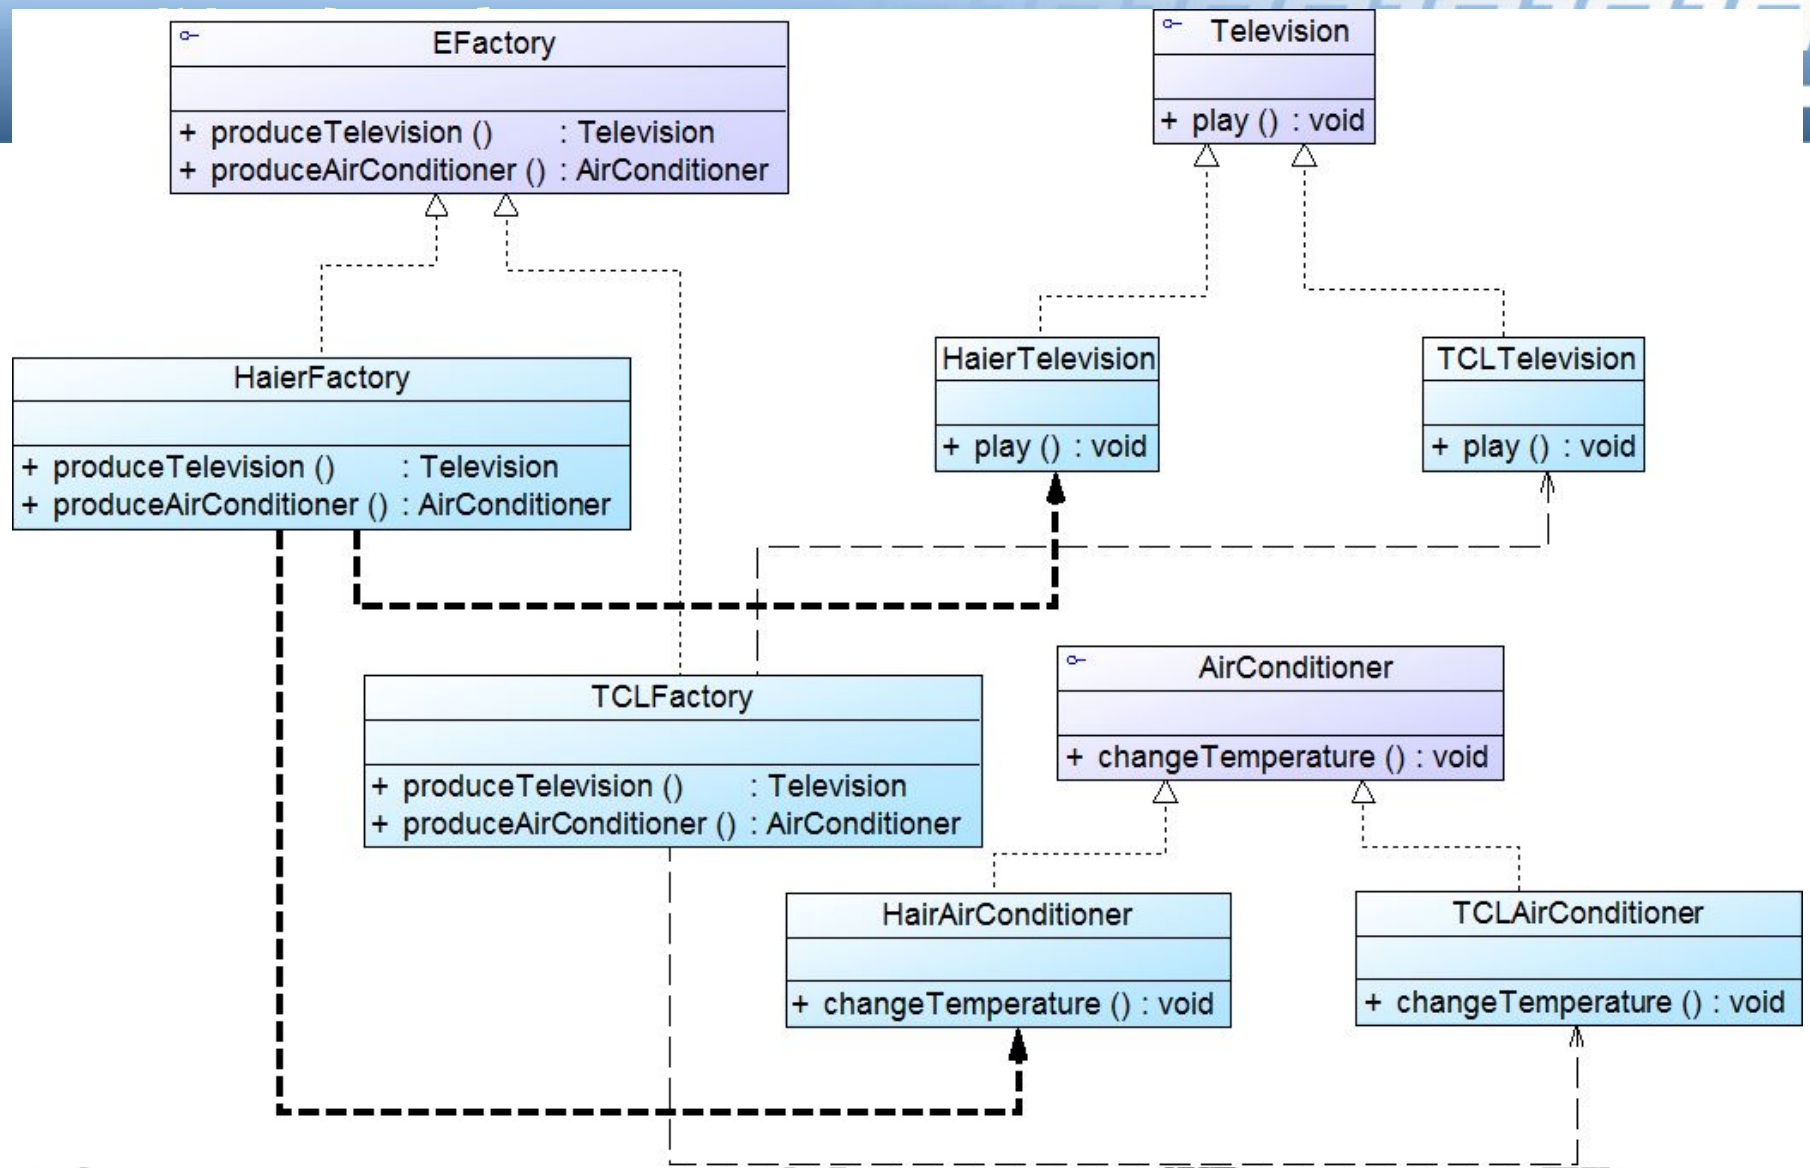 EFactory
+ produceTelevision () : Television
+ produceAirConditioner () : AirConditioner
Television
+ play () : void
HaierFactory
+ produceTelevision () : Television
+ produceAirConditioner () : AirConditioner
HaierTelevision
+ play () : void
TCLTelevision
+ play () : void
TCLFactory
+ produceTelevision () : Television
+ produceAirConditioner () : AirConditioner
AirConditioner
+ changeTemperature () : void
HairAirConditioner
+ changeTemperature () : void
TCLAirConditioner
+ changeTemperature () : void